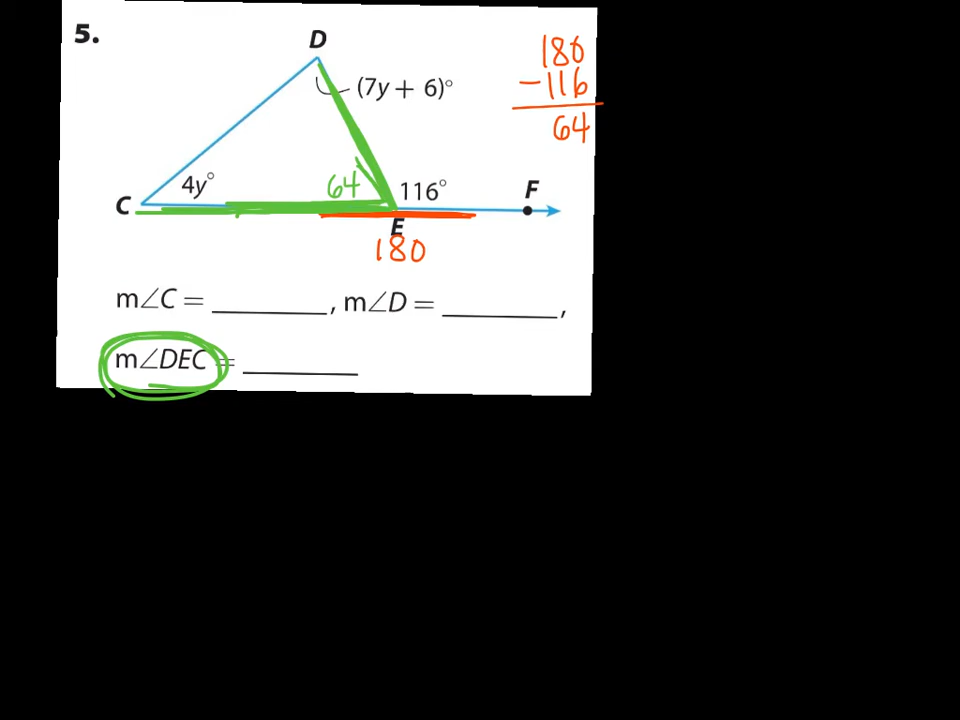 5.
D
180
(7y + 6)°
−116
64
4y°
64
116°
F
C
E
180
m∠C = ________, m∠D = ________,
m∠DEC = ________